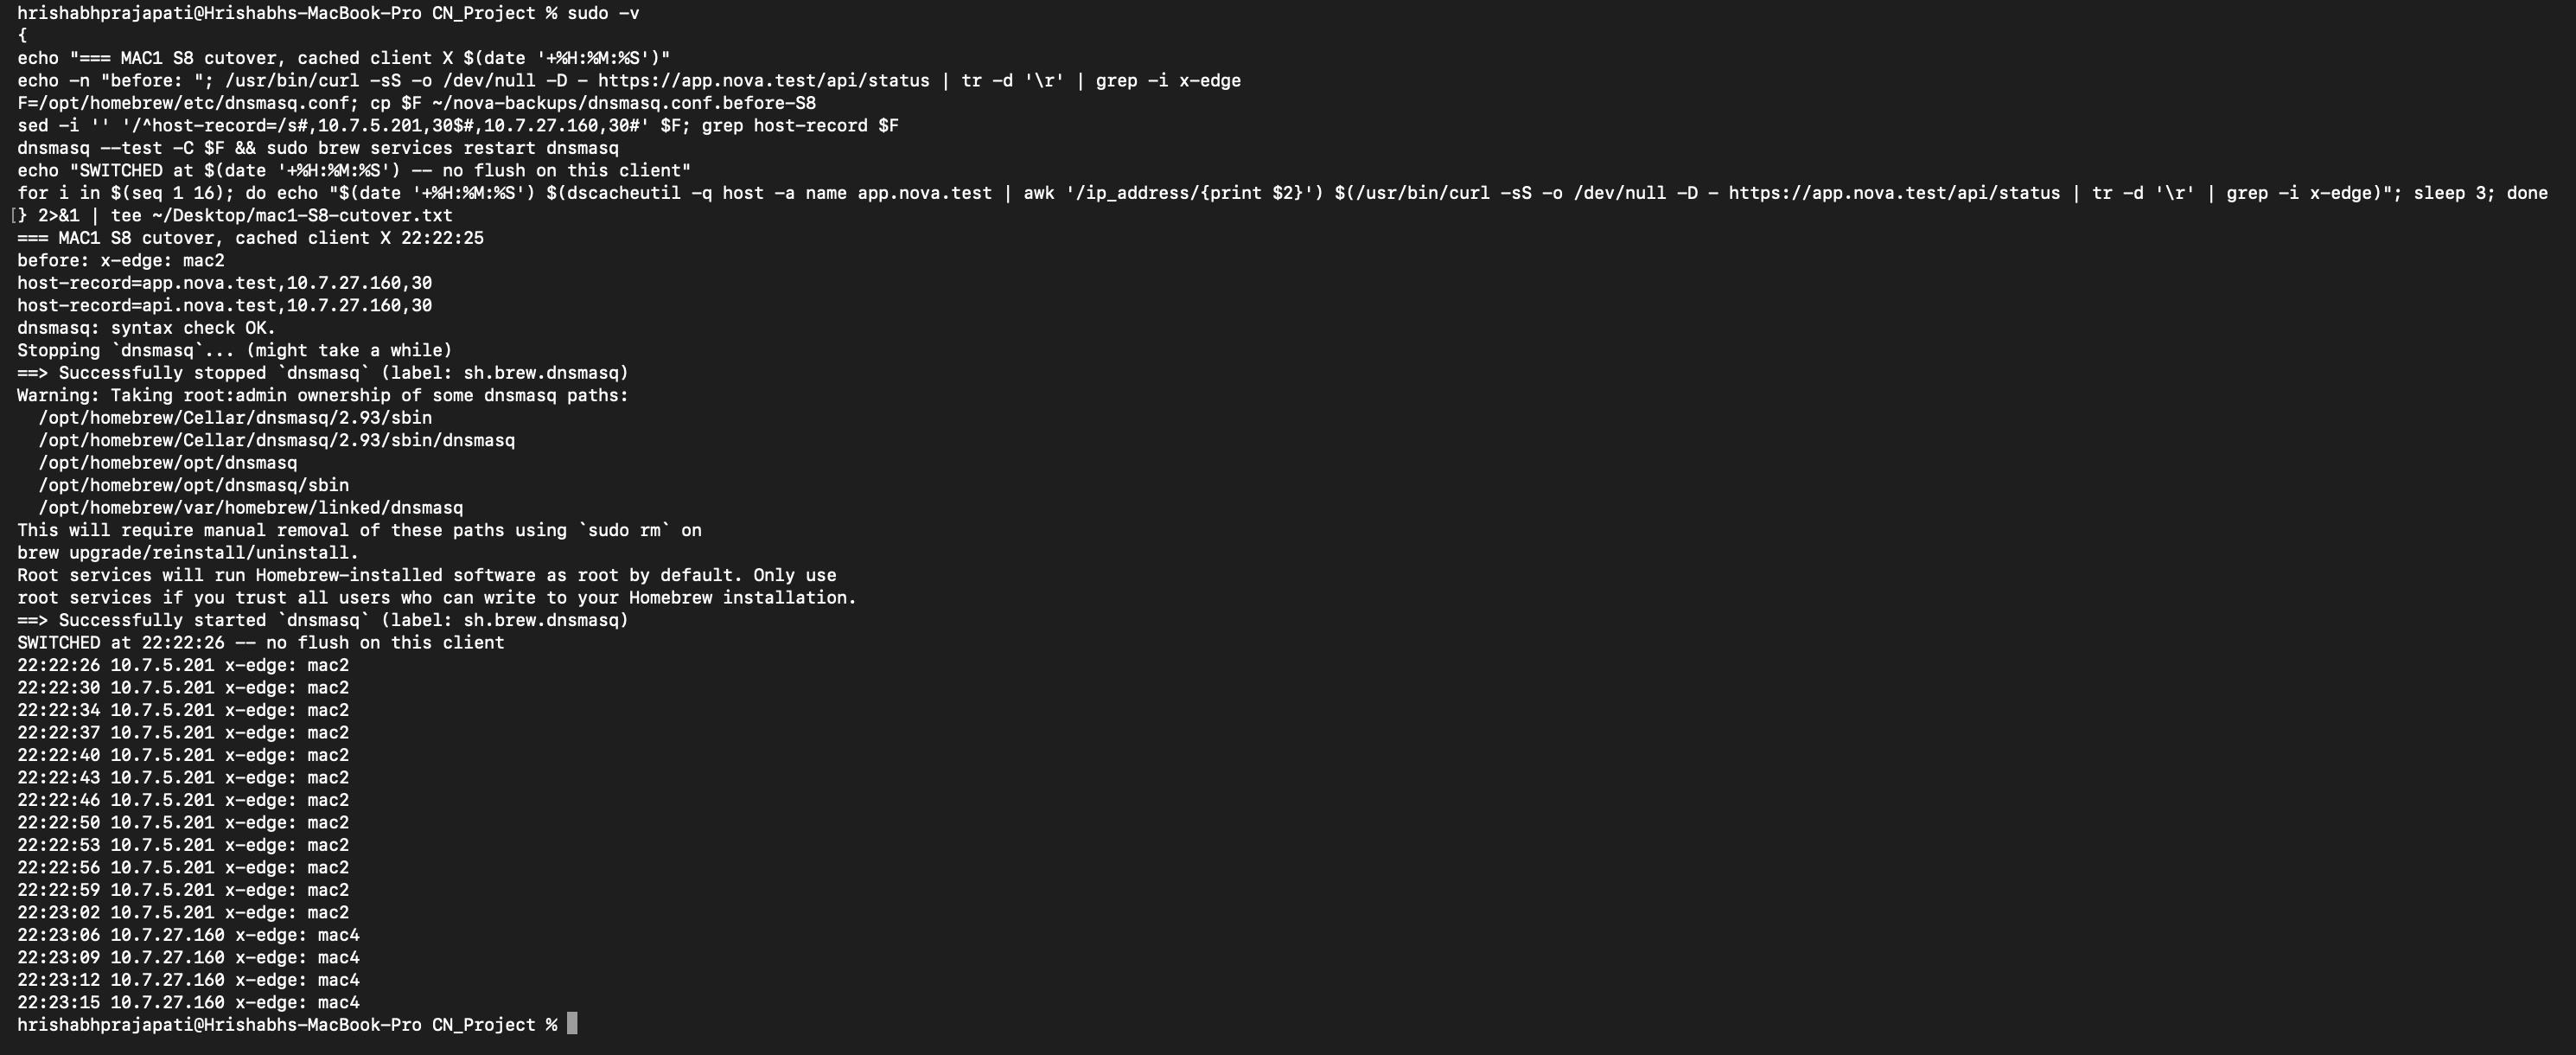 hrishabhprajapati@Hrishabhs-MacBook-Pro CN_Project % sudo -v
{
echo "=== MAC1 S8 cutover, cached client X $(date '+%H:%M:%S')"
echo -n "before: "; /usr/bin/curl -sS -o /dev/null -D - https://app.nova.test/api/status | tr -d '\r' | grep -i x-edge
F=/opt/homebrew/etc/dnsmasq.conf; cp $F ~/nova-backups/dnsmasq.conf.before-S8
sed -i '' '/^host-record=/s#,10.7.5.201,30$#,10.7.27.160,30#' $F; grep host-record $F
dnsmasq --test -C $F && sudo brew services restart dnsmasq
echo "SWITCHED at $(date '+%H:%M:%S') -- no flush on this client"
for i in $(seq 1 16); do echo "$(date '+%H:%M:%S') $(dscacheutil -q host -a name app.nova.test | awk '/ip_address/{print $2}') $(/usr/bin/curl -sS -o /dev/null -D - https://app.nova.test/api/status | tr -d '\r' | grep -i x-edge)"; sleep 3; done
[} 2>&1 | tee ~/Desktop/mac1-S8-cutover.txt
=== MAC1 S8 cutover, cached client X 22:22:25
before: x-edge: mac2
host-record=app.nova.test,10.7.27.160,30
host-record=api.nova.test,10.7.27.160,30
dnsmasq: syntax check OK.
Stopping `dnsmasq`... (might take a while)
==> Successfully stopped `dnsmasq` (label: sh.brew.dnsmasq)
Warning: Taking root:admin ownership of some dnsmasq paths:
  /opt/homebrew/Cellar/dnsmasq/2.93/sbin
  /opt/homebrew/Cellar/dnsmasq/2.93/sbin/dnsmasq
  /opt/homebrew/opt/dnsmasq
  /opt/homebrew/opt/dnsmasq/sbin
  /opt/homebrew/var/homebrew/linked/dnsmasq
This will require manual removal of these paths using `sudo rm` on
brew upgrade/reinstall/uninstall.
Root services will run Homebrew-installed software as root by default. Only use
root services if you trust all users who can write to your Homebrew installation.
==> Successfully started `dnsmasq` (label: sh.brew.dnsmasq)
SWITCHED at 22:22:26 -- no flush on this client
22:22:26 10.7.5.201 x-edge: mac2
22:22:30 10.7.5.201 x-edge: mac2
22:22:34 10.7.5.201 x-edge: mac2
22:22:37 10.7.5.201 x-edge: mac2
22:22:40 10.7.5.201 x-edge: mac2
22:22:43 10.7.5.201 x-edge: mac2
22:22:46 10.7.5.201 x-edge: mac2
22:22:50 10.7.5.201 x-edge: mac2
22:22:53 10.7.5.201 x-edge: mac2
22:22:56 10.7.5.201 x-edge: mac2
22:22:59 10.7.5.201 x-edge: mac2
22:23:02 10.7.5.201 x-edge: mac2
22:23:06 10.7.27.160 x-edge: mac4
22:23:09 10.7.27.160 x-edge: mac4
22:23:12 10.7.27.160 x-edge: mac4
22:23:15 10.7.27.160 x-edge: mac4
hrishabhprajapati@Hrishabhs-MacBook-Pro CN_Project %